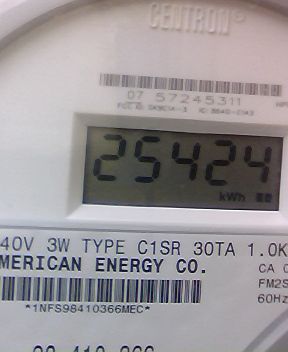 CENTRON
07 57245311
25424
kWh
40V 3W TYPE C1SR 30TA 1.0K
MERICAN ENERGY CO.
CA 0
FM2S
60Hz
*1NFS98410366MEC*